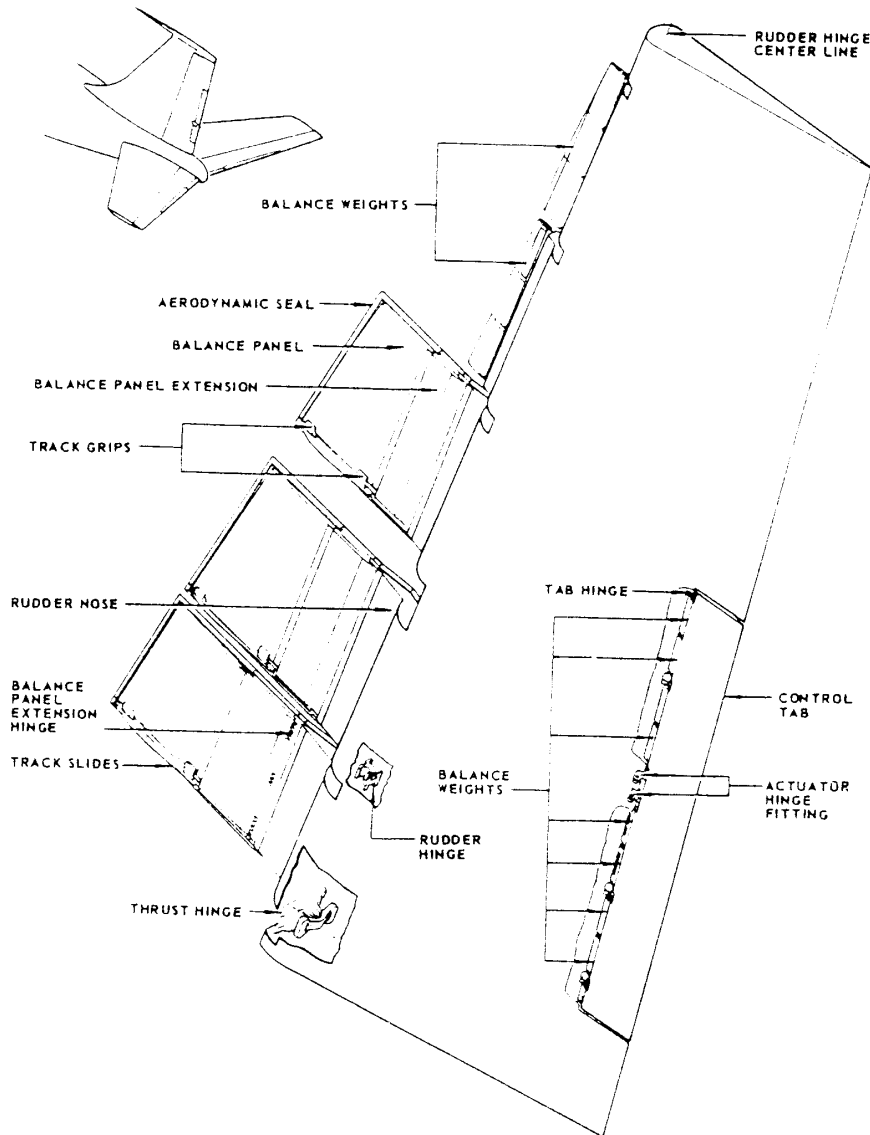 RUDDER HINGE
CENTER LINE
BALANCE WEIGHTS
AERODYNAMIC SEAL
BALANCE PANEL
BALANCE PANEL EXTENSION
TRACK GRIPS
RUDDER NOSE
BALANCE
PANEL
EXTENSION
HINGE
TRACK SLIDES
THRUST HINGE
RUDDER
HINGE
TAB HINGE
BALANCE
WEIGHTS
CONTROL
TAB
ACTUATOR
HINGE
FITTING